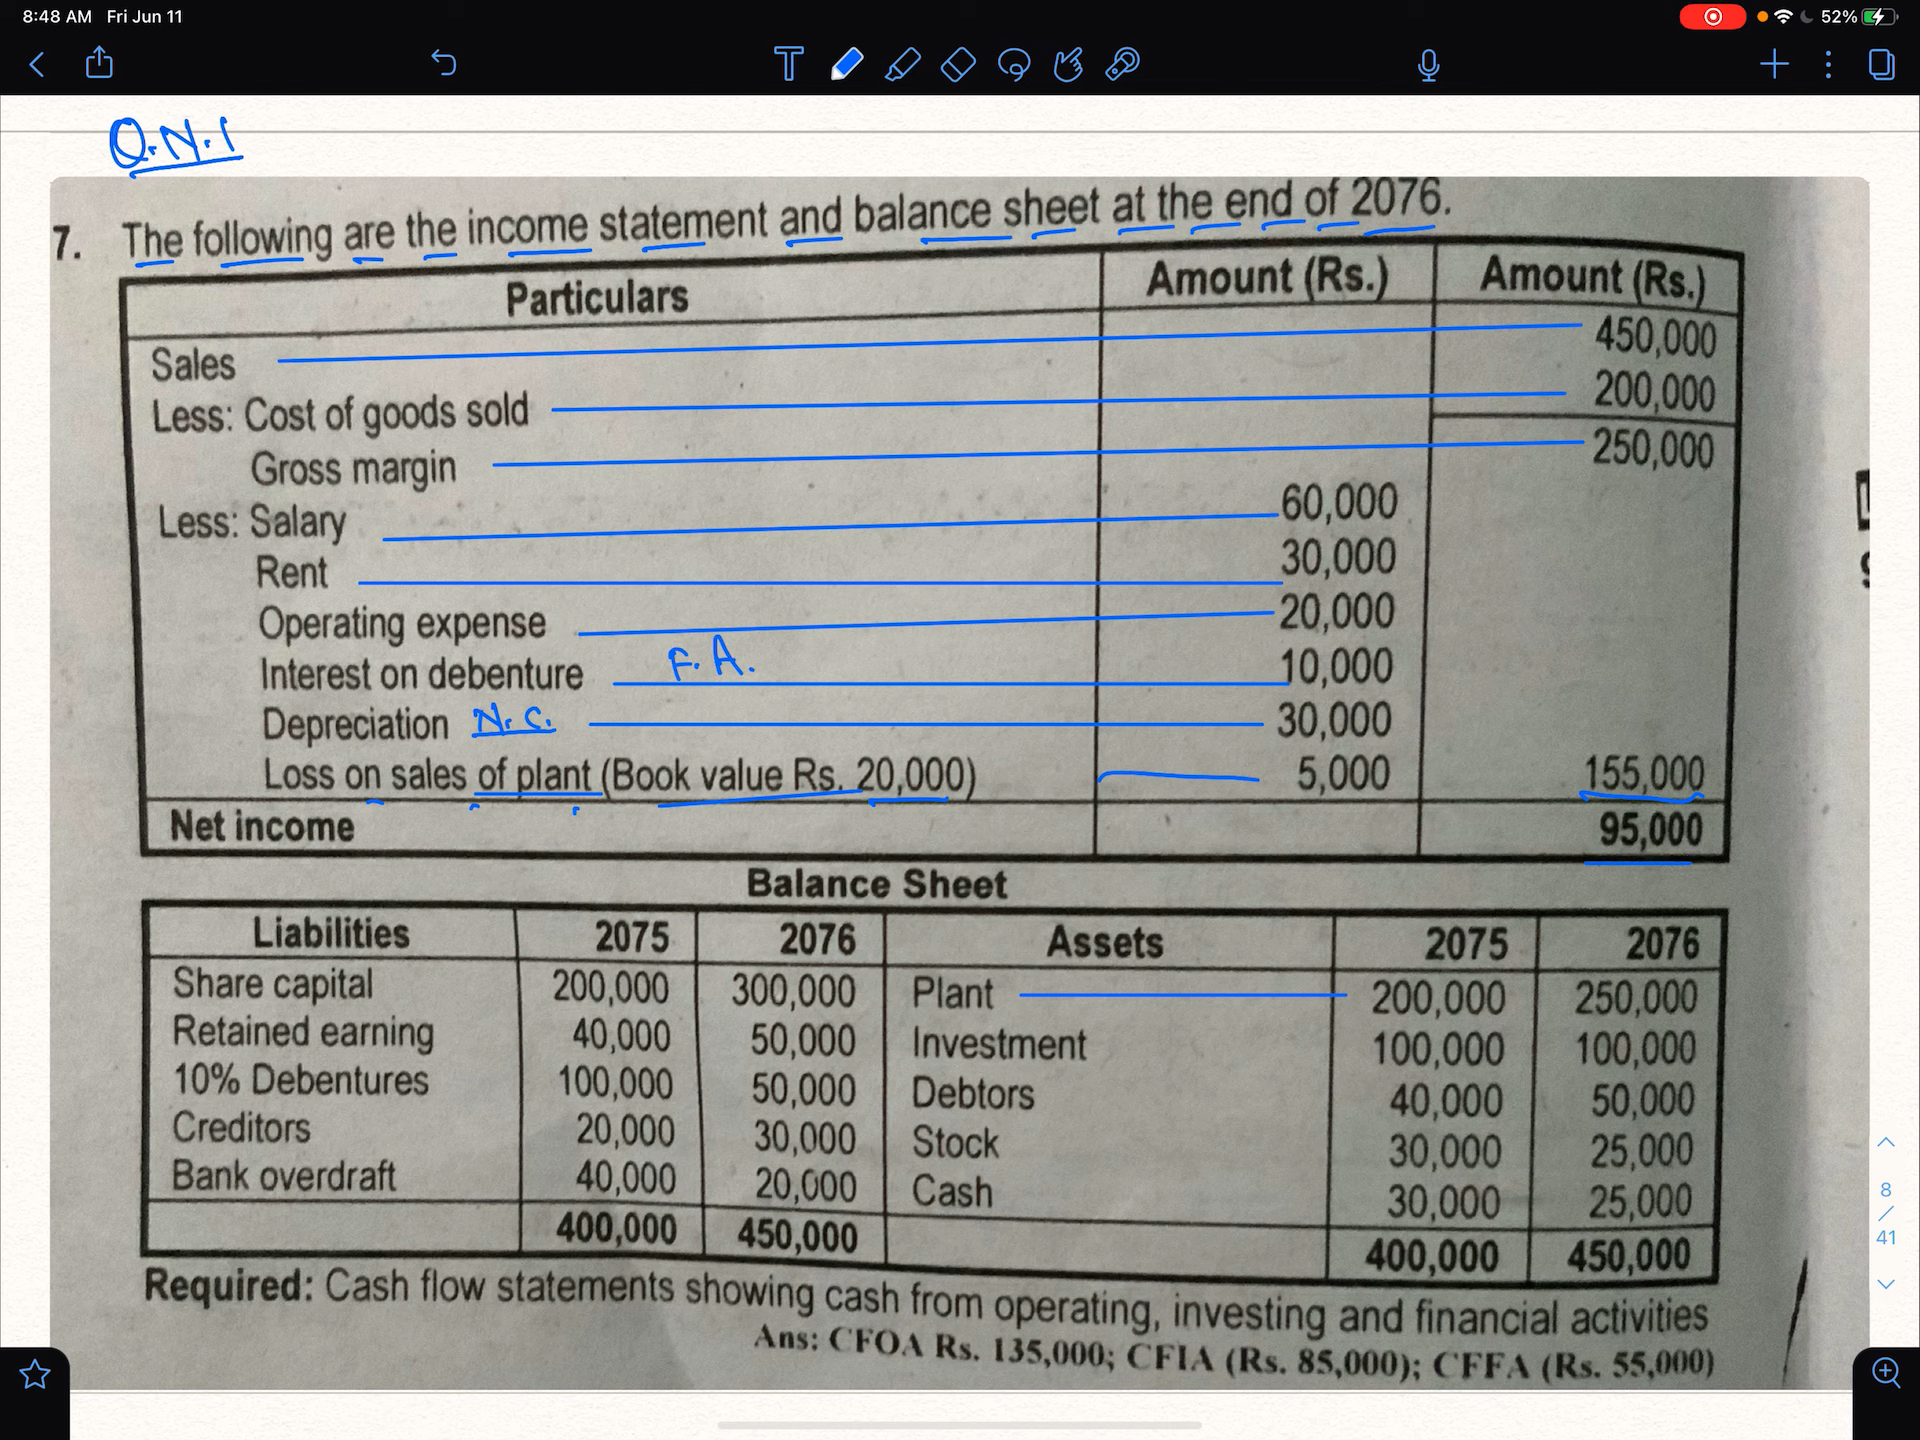 8:48 AM Fri Jun 11
52%
Q.N.1
7. The following are the income statement and balance sheet at the end of 2076.
Particulars Amount (Rs.) Amount (Rs.)
Sales 450,000
Less: Cost of goods sold 200,000
Gross margin 250,000
Less: Salary 60,000
Rent 30,000
Operating expense 20,000
Interest on debenture F.A. 10,000
Depreciation N.C. 30,000
Loss on sales of plant (Book value Rs. 20,000) 5,000 155,000
Net income 95,000
Balance Sheet
Liabilities 2075 2076 Assets 2075 2076
Share capital 200,000 300,000 Plant 200,000 250,000
Retained earning 40,000 50,000 Investment 100,000 100,000
10% Debentures 100,000 50,000 Debtors 40,000 50,000
Creditors 20,000 30,000 Stock 30,000 25,000
Bank overdraft 40,000 20,000 Cash 30,000 25,000
400,000 450,000 400,000 450,000
Required: Cash flow statements showing cash from operating, investing and financial activities
Ans: CFOA Rs. 135,000; CFIA (Rs. 85,000); CFFA (Rs. 55,000)
8
/
41